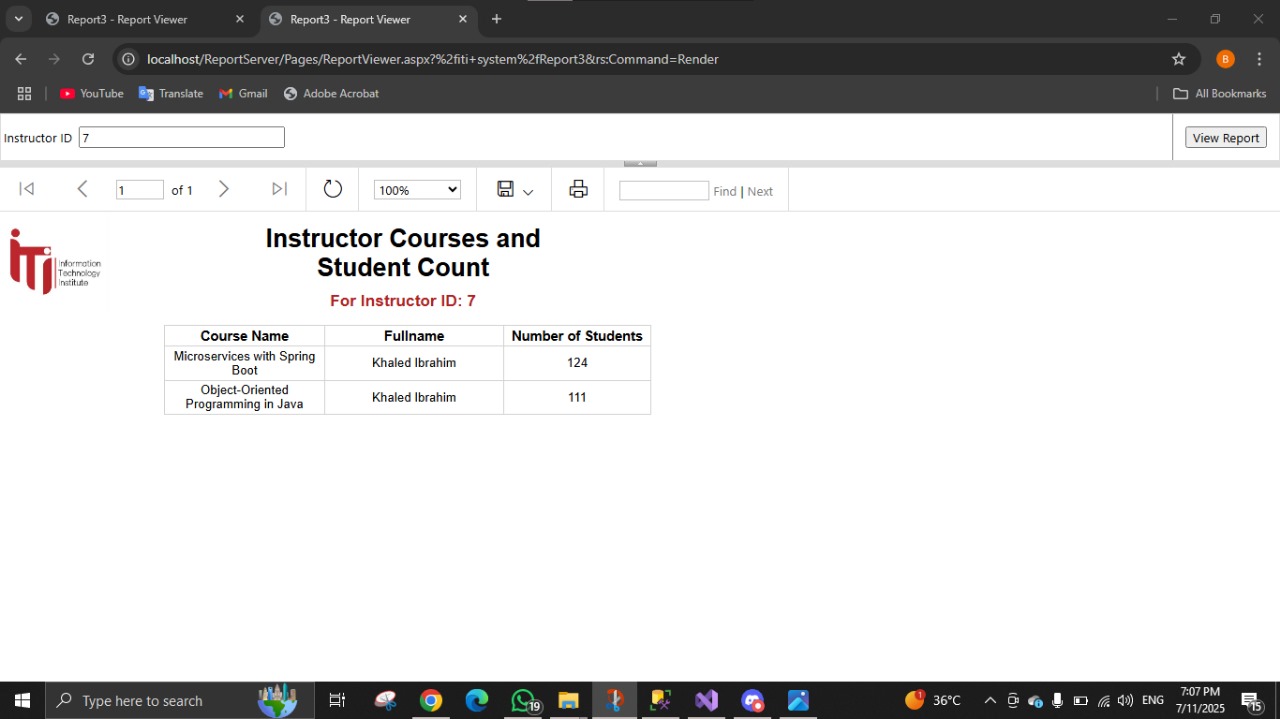 Report3 - Report Viewer
Report3 - Report Viewer
localhost/ReportServer/Pages/ReportViewer.aspx?%2fiti+system%2fReport3&rs:Command=Render
B
YouTube
Translate
Gmail
Adobe Acrobat
All Bookmarks
Instructor ID
7
View Report
1
of 1
100%
Find | Next
iTi
Information
Technology
Institute
Instructor Courses and
Student Count
For Instructor ID: 7
Course Name Fullname Number of Students
Microservices with Spring
Boot
Khaled Ibrahim
124
Object-Oriented
Programming in Java
Khaled Ibrahim
111
Type here to search
19
1
36°C
ENG
7:07 PM
7/11/2025
15